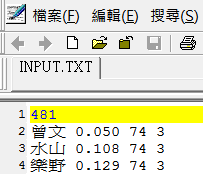 檔案(F) 編輯(E) 搜尋(S)
INPUT.TXT
1 481
2 曾文 0.050 74 3
3 水山 0.108 74 3
4 樂野 0.129 74 3